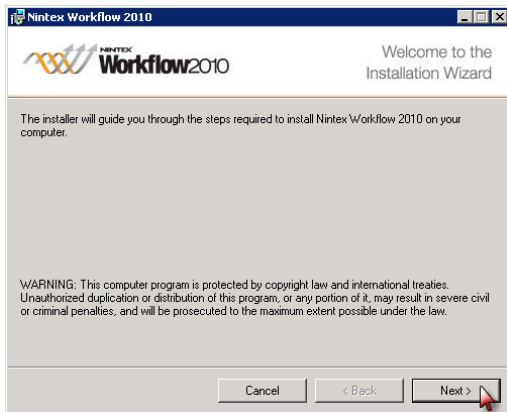 Nintex Workflow 2010
NINTEX
Workflow2010
Welcome to the
Installation Wizard
The installer will guide you through the steps required to install Nintex Workflow 2010 on your
computer.
WARNING: This computer program is protected by copyright law and international treaties.
Unauthorized duplication or distribution of this program, or any portion of it, may result in severe civil
or criminal penalties, and will be prosecuted to the maximum extent possible under the law.
Cancel
< Back
Next >